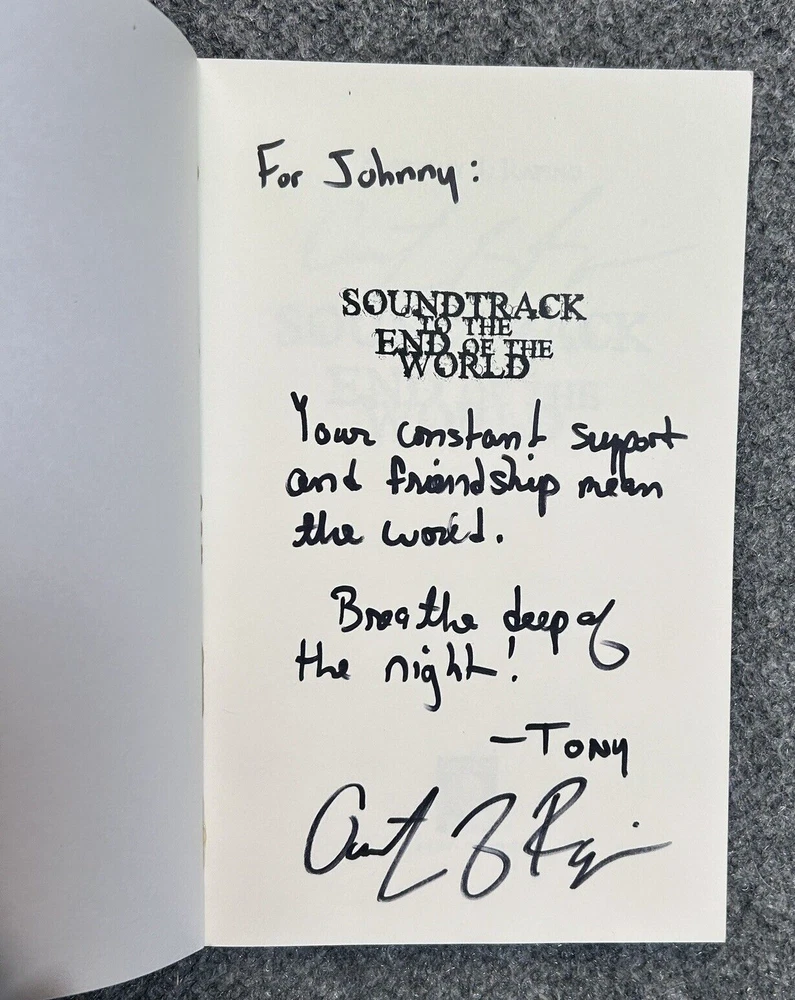 For Johnny:
SOUNDTRACK
TO THE
END OF THE
WORLD
Your constant support
and friendship mean
the world.
Breathe deep of
the night!
—Tony